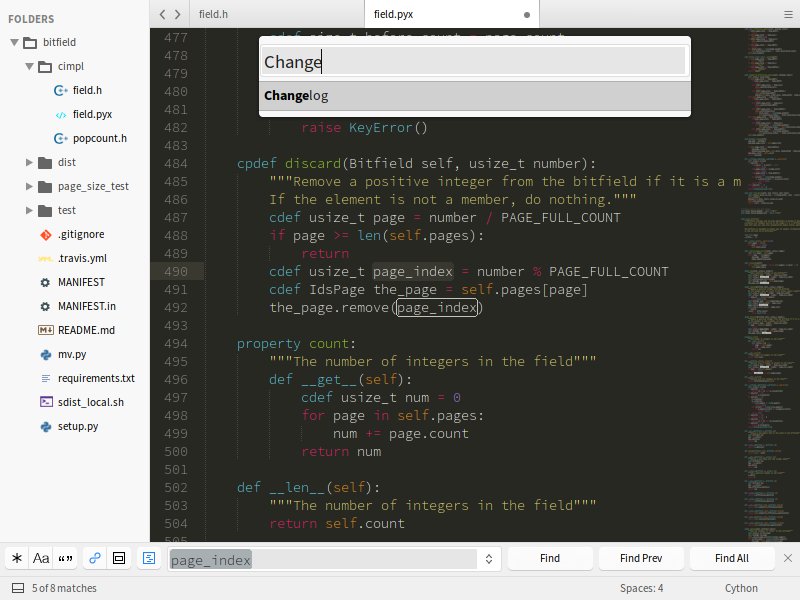 FOLDERS
bitfield
cimpl
field.h
field.pyx
popcount.h
dist
page_size_test
test
.gitignore
.travis.yml
MANIFEST
MANIFEST.in
README.md
mv.py
requirements.txt
sdist_local.sh
setup.py
field.h
field.pyx
Change
Changelog
477
478
479
480
481
482 raise KeyError()
483
484 cpdef discard(Bitfield self, usize_t number):
485 """Remove a positive integer from the bitfield if it is a m
486 If the element is not a member, do nothing."""
487 cdef usize_t page = number / PAGE_FULL_COUNT
488 if page >= len(self.pages):
489 return
490 cdef usize_t page_index = number % PAGE_FULL_COUNT
491 cdef IdsPage the_page = self.pages[page]
492 the_page.remove(page_index)
493
494 property count:
495 """The number of integers in the field"""
496 def __get__(self):
497 cdef usize_t num = 0
498 for page in self.pages:
499 num += page.count
500 return num
501
502 def __len__(self):
503 """The number of integers in the field"""
504 return self.count
505
Aa
page_index
Find
Find Prev
Find All
5 of 8 matches
Spaces: 4
Cython